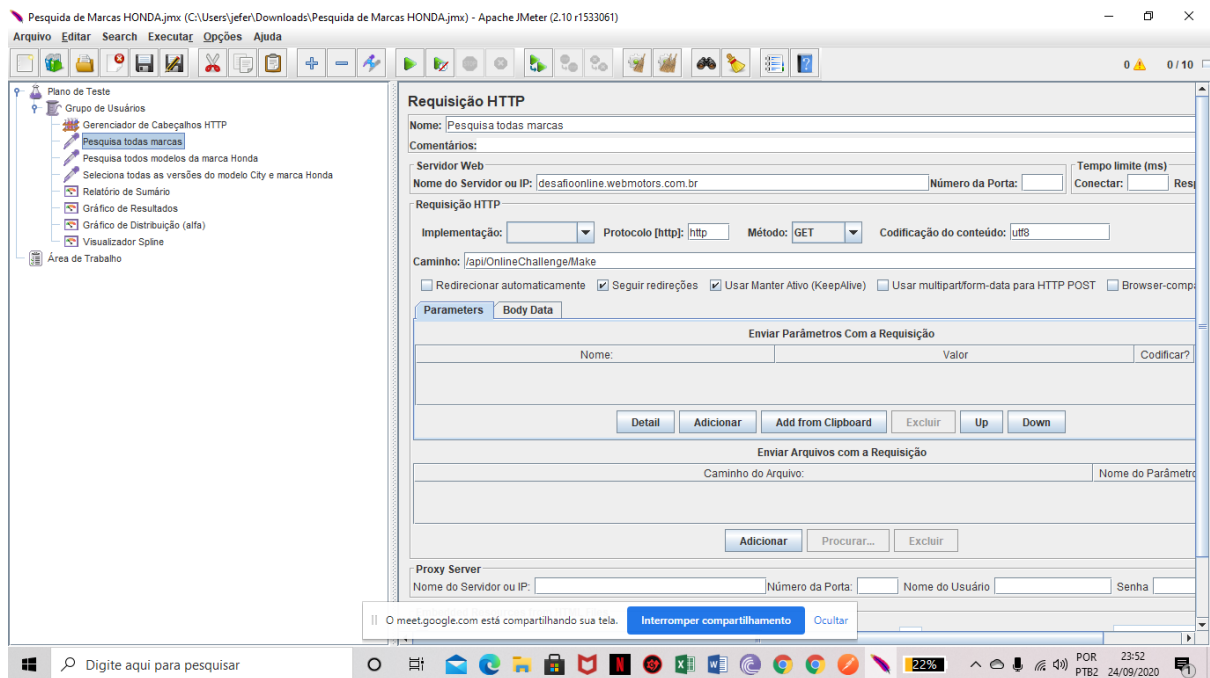 Pesquida de Marcas HONDA.jmx (C:\Users\jefer\Downloads\Pesquida de Marcas HONDA.jmx) - Apache JMeter (2.10 r1533061)
Arquivo Editar Search Executar Opções Ajuda
0 0 / 10
Plano de Teste
Grupo de Usuários
Gerenciador de Cabeçalhos HTTP
Pesquisa todas marcas
Pesquisa todos modelos da marca Honda
Seleciona todas as versões do modelo City e marca Honda
Relatório de Sumário
Gráfico de Resultados
Gráfico de Distribuição (alfa)
Visualizador Spline
Área de Trabalho
Requisição HTTP
Nome: Pesquisa todas marcas
Comentários:
Servidor Web Tempo limite (ms)
Nome do Servidor ou IP: desafioonline.webmotors.com.br Número da Porta: Conectar: Resp
Requisição HTTP
Implementação: Protocolo [http]: http Método: GET Codificação do conteúdo: utf8
Caminho: /api/OnlineChallenge/Make
Redirecionar automaticamente Seguir redireções Usar Manter Ativo (KeepAlive) Usar multipart/form-data para HTTP POST Browser-compa
Parameters Body Data
Enviar Parâmetros Com a Requisição
Nome: Valor Codificar?
Detail Adicionar Add from Clipboard Excluir Up Down
Enviar Arquivos com a Requisição
Caminho do Arquivo: Nome do Parâmetro
Adicionar Procurar... Excluir
Proxy Server
Nome do Servidor ou IP: Número da Porta: Nome do Usuário Senha
O meet.google.com está compartilhando sua tela. Interromper compartilhamento Ocultar
Digite aqui para pesquisar
22%
POR
PTB2
23:52
24/09/2020